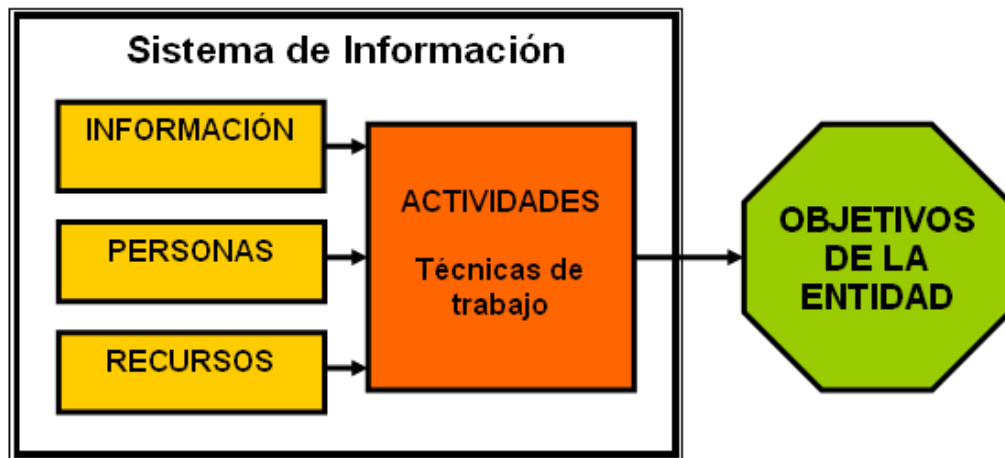 Sistema de Información
INFORMACIÓN
PERSONAS
RECURSOS
ACTIVIDADES
Técnicas de
trabajo
OBJETIVOS
DE LA
ENTIDAD